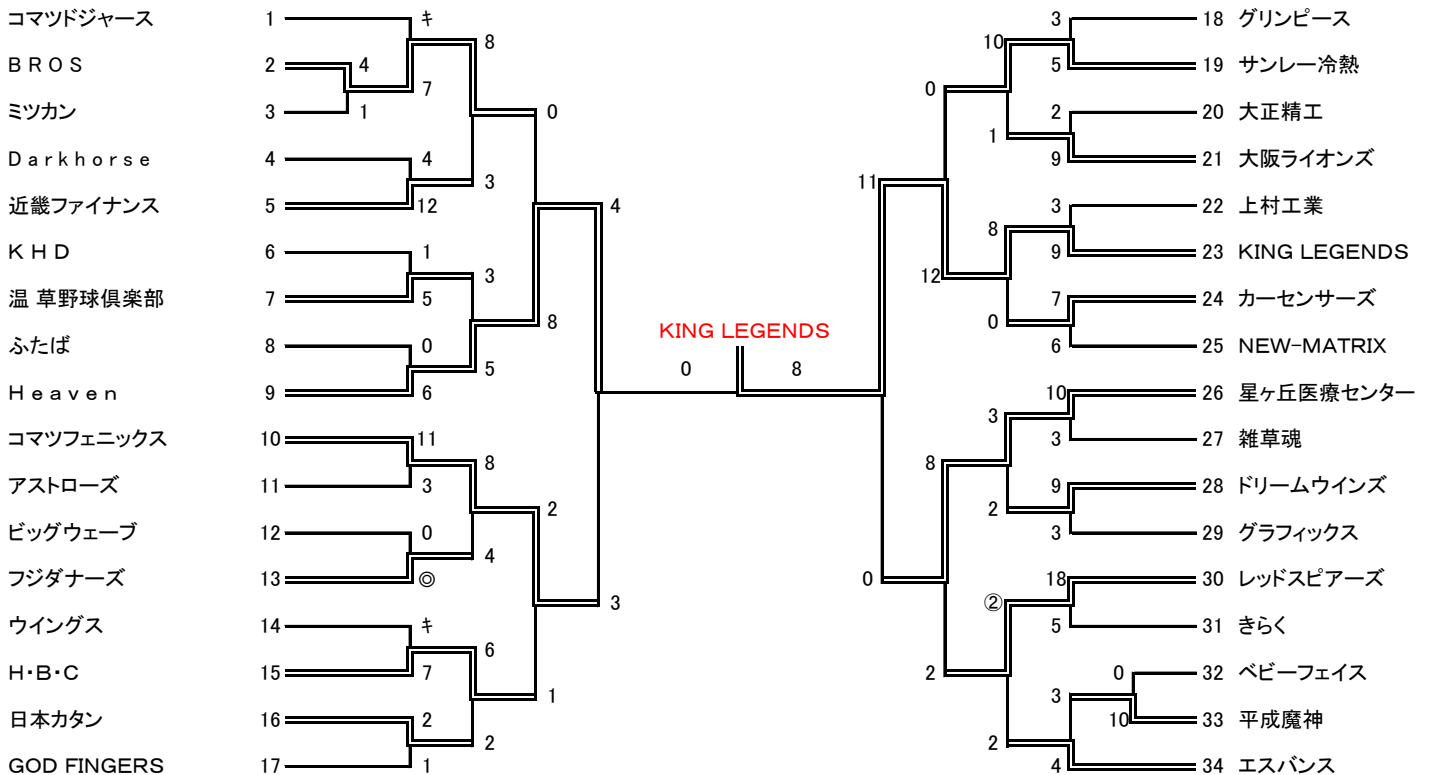 コマツドジャース 1 キ
8
BROS 2 4
7
ミツカン 3 1
0
Darkhorse 4 4
3
近畿ファイナンス 5 12
4
KHD 6 1
3
温 草野球倶楽部 7 5
8
ふたば 8 0
5
Heaven 9 6
コマツフェニックス 10 11
8
アストローズ 11 3
2
ビッグウェーブ 12 0
4
フジダナーズ 13 ◎
3
ウイングス 14 キ
6
H・B・C 15 7
1
日本カタン 16 2
2
GOD FINGERS 17 1
KING LEGENDS
0 8
3 18 グリンピース
10
5 19 サンレー冷熱
0
2 20 大正精工
1
9 21 大阪ライオンズ
11
3 22 上村工業
8
9 23 KING LEGENDS
12
7 24 カーセンサーズ
0
6 25 NEW-MATRIX
10 26 星ヶ丘医療センター
3
3 27 雑草魂
8
9 28 ドリームウインズ
2
3 29 グラフィックス
0
18 30 レッドスピアーズ
②
5 31 きらく
2
0 32 ベビーフェイス
3
10 33 平成魔神
2
4 34 エスバンス